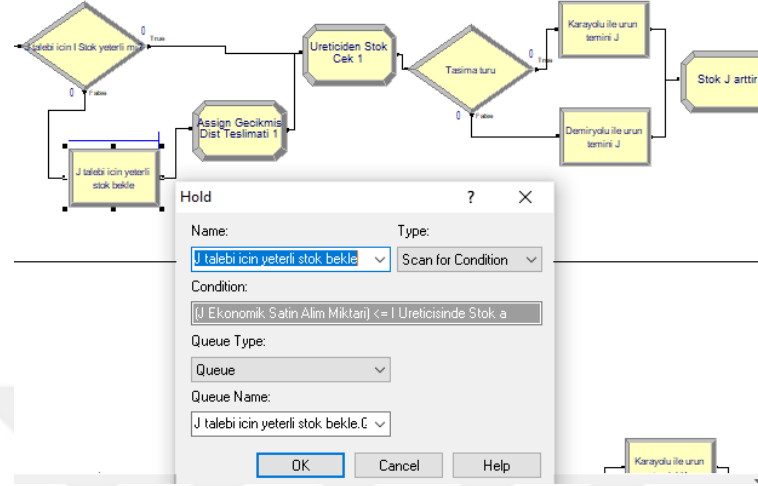 J talebi icin I Stok yeterli mi?
0
True
0
False
J talebi icin yeterli
stok bekle
Assign Gecikmis
Dist Teslimati 1
Ureticiden Stok
Cek 1
Tasima turu
0
True
0
False
Karayolu ile urun
temini J
Demiryolu ile urun
temini J
Stok J arttir
Hold
?
Name:
Type:
J talebi icin yeterli stok bekle
Scan for Condition
Condition:
(J Ekonomik Satin Alim Miktari) <= I Ureticisinde Stok a
Queue Type:
Queue
Queue Name:
J talebi icin yeterli stok bekle.Q
OK
Cancel
Help
Karayolu ile urun